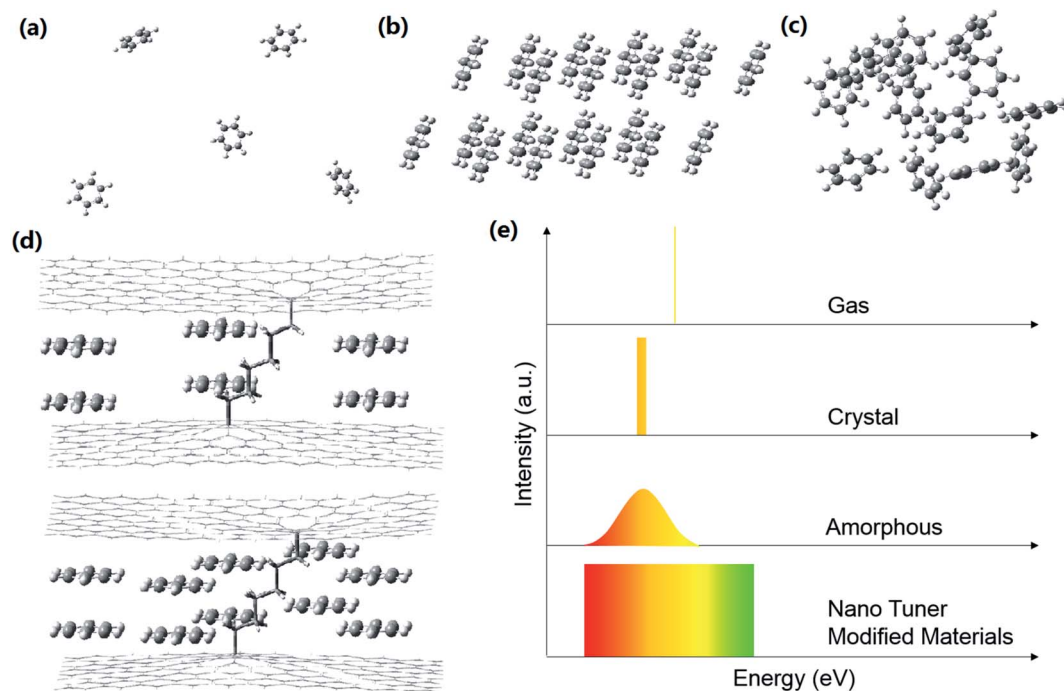 (a)
(b)
(c)
(d)
(e)
Gas
Crystal
Amorphous
Nano Tuner
Modified Materials
Intensity (a.u.)
Energy (eV)